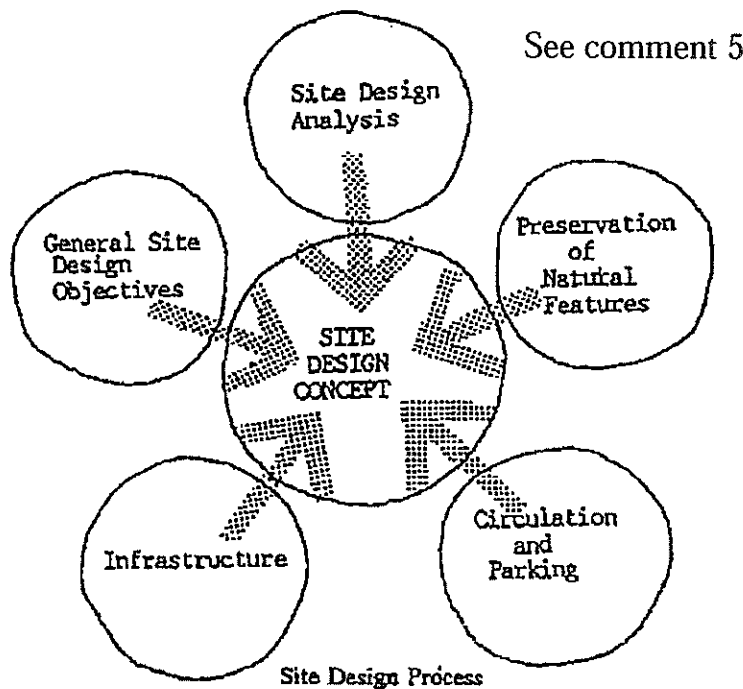 See comment 5
Site Design
Analysis
General Site
Design
Objectives
Preservation
of
Natural
Features
SITE
DESIGN
CONCEPT
Infrastructure
Circulation
and
Parking
Site Design Process